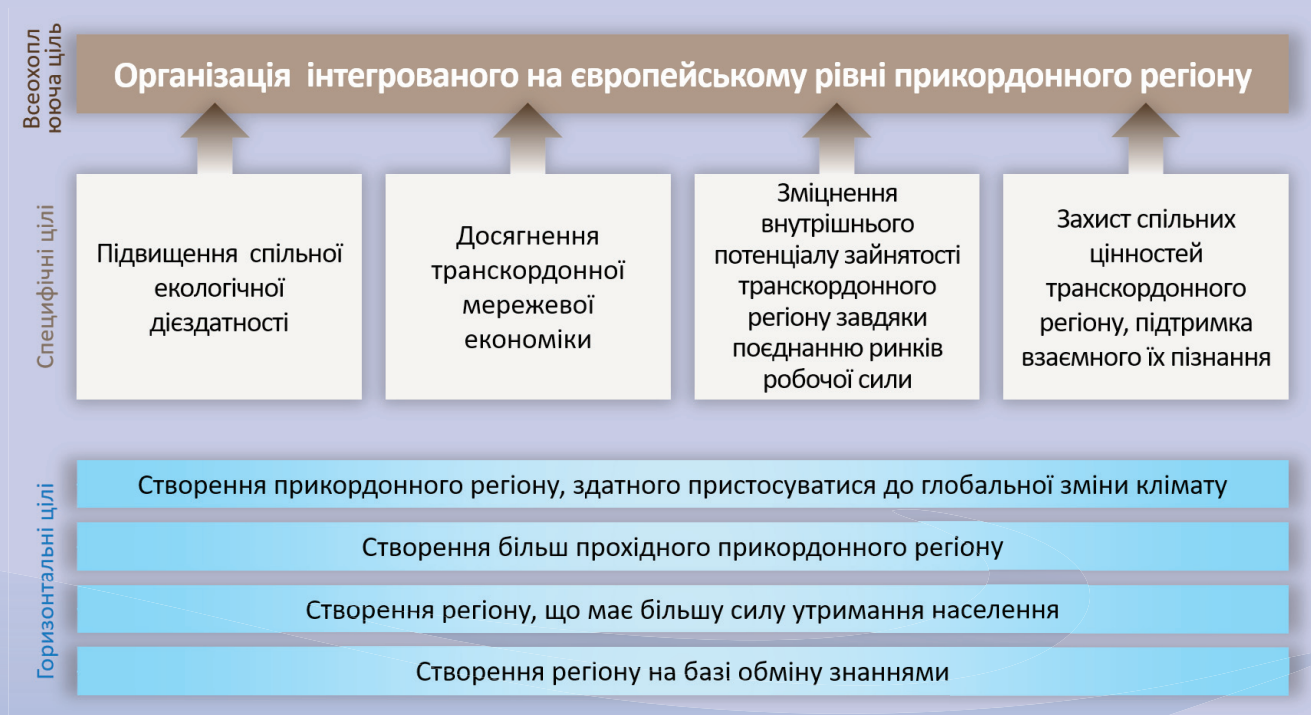 Всеохопл
ююча ціль
Організація інтегрованого на європейському рівні прикордонного регіону
Специфічні цілі
Підвищення спільної
екологічної
дієздатності
Досягнення
транскордонної
мережевої
економіки
Зміцнення
внутрішнього
потенціалу зайнятості
транскордонного
регіону завдяки
поєднанню ринків
робочої сили
Захист спільних
цінностей
транскордонного
регіону, підтримка
взаємного їх пізнання
Горизонтальні цілі
Створення прикордонного регіону, здатного пристосуватися до глобальної зміни клімату
Створення більш прохідного прикордонного регіону
Створення регіону, що має більшу силу утримання населення
Створення регіону на базі обміну знаннями